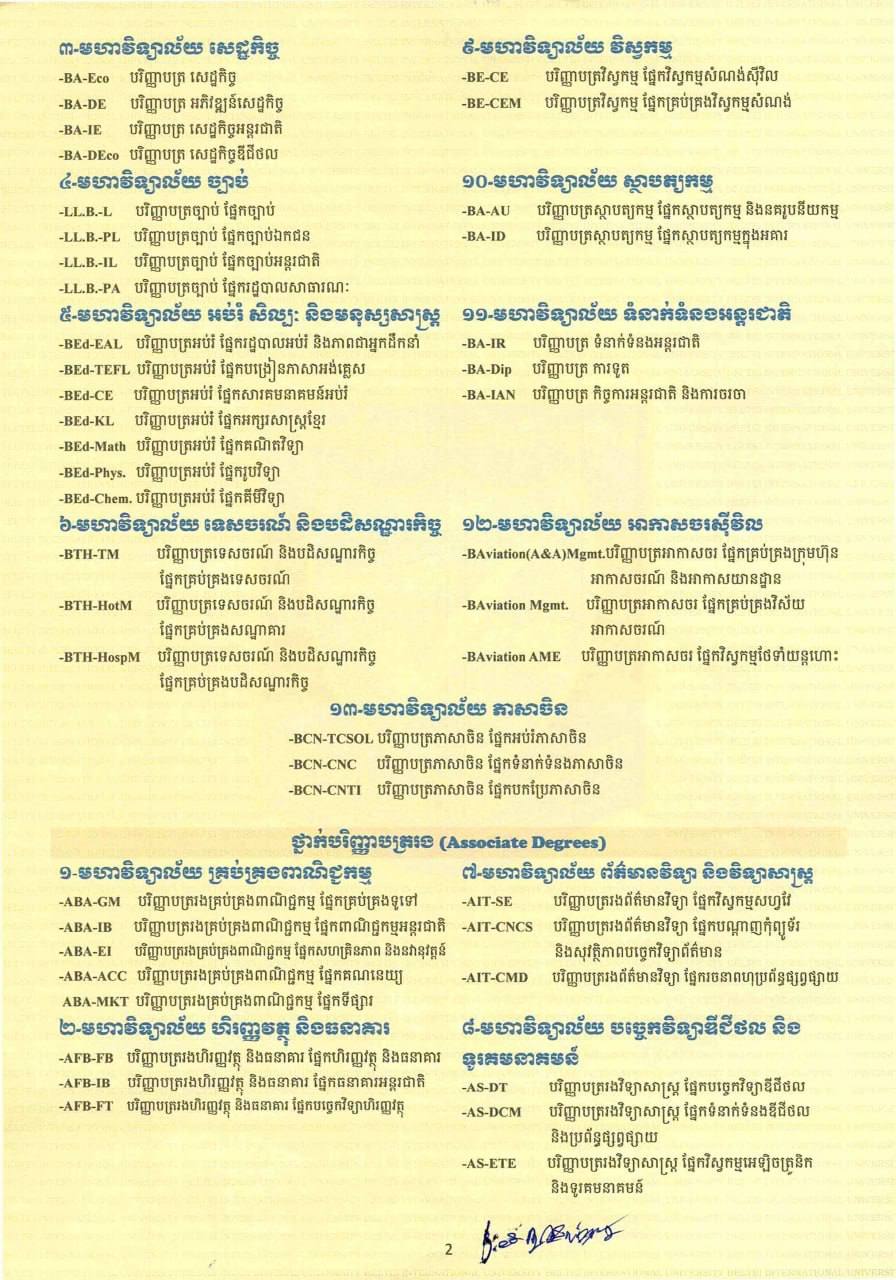 ៣-មហាវិទ្យាល័យ សេដ្ឋកិច្ច
-BA-Eco បរិញ្ញាបត្រ សេដ្ឋកិច្ច
-BA-DE បរិញ្ញាបត្រ អភិវឌ្ឍន៍សេដ្ឋកិច្ច
-BA-IE បរិញ្ញាបត្រ សេដ្ឋកិច្ចអន្តរជាតិ
-BA-DEco បរិញ្ញាបត្រ សេដ្ឋកិច្ចឌីជីថល
៤-មហាវិទ្យាល័យ ច្បាប់
-LL.B.-L បរិញ្ញាបត្រច្បាប់ ផ្នែកច្បាប់
-LL.B.-PL បរិញ្ញាបត្រច្បាប់ ផ្នែកច្បាប់ឯកជន
-LL.B.-IL បរិញ្ញាបត្រច្បាប់ ផ្នែកច្បាប់អន្តរជាតិ
-LL.B.-PA បរិញ្ញាបត្រច្បាប់ ផ្នែករដ្ឋបាលសាធារណៈ
៥-មហាវិទ្យាល័យ អប់រំ សិល្បៈ និងមនុស្សសាស្ត្រ
-BEd-EAL បរិញ្ញាបត្រអប់រំ ផ្នែករដ្ឋបាលអប់រំ និងភាពជាអ្នកដឹកនាំ
-BEd-TEFL បរិញ្ញាបត្រអប់រំ ផ្នែកបង្រៀនភាសាអង់គ្លេស
-BEd-CE បរិញ្ញាបត្រអប់រំ ផ្នែកសារគមនាគមន៍អប់រំ
-BEd-KL បរិញ្ញាបត្រអប់រំ ផ្នែកអក្សរសាស្ត្រខ្មែរ
-BEd-Math បរិញ្ញាបត្រអប់រំ ផ្នែកគណិតវិទ្យា
-BEd-Phys. បរិញ្ញាបត្រអប់រំ ផ្នែករូបវិទ្យា
-BEd-Chem. បរិញ្ញាបត្រអប់រំ ផ្នែកគីមីវិទ្យា
៦-មហាវិទ្យាល័យ ទេសចរណ៍ និងបដិសណ្ឋារកិច្ច
-BTH-TM បរិញ្ញាបត្រទេសចរណ៍ និងបដិសណ្ឋារកិច្ច
ផ្នែកគ្រប់គ្រងទេសចរណ៍
-BTH-HotM បរិញ្ញាបត្រទេសចរណ៍ និងបដិសណ្ឋារកិច្ច
ផ្នែកគ្រប់គ្រងសណ្ឋាគារ
-BTH-HospM បរិញ្ញាបត្រទេសចរណ៍ និងបដិសណ្ឋារកិច្ច
ផ្នែកគ្រប់គ្រងបដិសណ្ឋារកិច្ច
៩-មហាវិទ្យាល័យ វិស្វកម្ម
-BE-CE បរិញ្ញាបត្រវិស្វកម្ម ផ្នែកវិស្វកម្មសំណង់ស៊ីវិល
-BE-CEM បរិញ្ញាបត្រវិស្វកម្ម ផ្នែកគ្រប់គ្រងវិស្វកម្មសំណង់
១០-មហាវិទ្យាល័យ ស្ថាបត្យកម្ម
-BA-AU បរិញ្ញាបត្រស្ថាបត្យកម្ម ផ្នែកស្ថាបត្យកម្ម និងនគរូបនីយកម្ម
-BA-ID បរិញ្ញាបត្រស្ថាបត្យកម្ម ផ្នែកស្ថាបត្យកម្មក្នុងអគារ
១១-មហាវិទ្យាល័យ ទំនាក់ទំនងអន្តរជាតិ
-BA-IR បរិញ្ញាបត្រ ទំនាក់ទំនងអន្តរជាតិ
-BA-Dip បរិញ្ញាបត្រ ការទូត
-BA-IAN បរិញ្ញាបត្រ កិច្ចការអន្តរជាតិ និងការចរចា
១២-មហាវិទ្យាល័យ អាកាសចរស៊ីវិល
-BAviation(A&A)Mgmt.បរិញ្ញាបត្រអាកាសចរ ផ្នែកគ្រប់គ្រងក្រុមហ៊ុន
អាកាសចរណ៍ និងអាកាសយានដ្ឋាន
-BAviation Mgmt. បរិញ្ញាបត្រអាកាសចរ ផ្នែកគ្រប់គ្រងវិស័យ
អាកាសចរណ៍
-BAviation AME បរិញ្ញាបត្រអាកាសចរ ផ្នែកវិស្វកម្មថែទាំយន្តហោះ
១៣-មហាវិទ្យាល័យ ភាសាចិន
-BCN-TCSOL បរិញ្ញាបត្រភាសាចិន ផ្នែកអប់រំភាសាចិន
-BCN-CNC បរិញ្ញាបត្រភាសាចិន ផ្នែកទំនាក់ទំនងភាសាចិន
-BCN-CNTI បរិញ្ញាបត្រភាសាចិន ផ្នែកបកប្រែភាសាចិន
ថ្នាក់បរិញ្ញាបត្ររង (Associate Degrees)
១-មហាវិទ្យាល័យ គ្រប់គ្រងពាណិជ្ជកម្ម
-ABA-GM បរិញ្ញាបត្ររងគ្រប់គ្រងពាណិជ្ជកម្ម ផ្នែកគ្រប់គ្រងទូទៅ
-ABA-IB បរិញ្ញាបត្ររងគ្រប់គ្រងពាណិជ្ជកម្ម ផ្នែកពាណិជ្ជកម្មអន្តរជាតិ
-ABA-EI បរិញ្ញាបត្ររងគ្រប់គ្រងពាណិជ្ជកម្ម ផ្នែកសហគ្រិនភាព និងនវានុវត្តន៍
-ABA-ACC បរិញ្ញាបត្ររងគ្រប់គ្រងពាណិជ្ជកម្ម ផ្នែកគណនេយ្យ
ABA-MKT បរិញ្ញាបត្ររងគ្រប់គ្រងពាណិជ្ជកម្ម ផ្នែកទីផ្សារ
២-មហាវិទ្យាល័យ ហិរញ្ញវត្ថុ និងធនាគារ
-AFB-FB បរិញ្ញាបត្ររងហិរញ្ញវត្ថុ និងធនាគារ ផ្នែកហិរញ្ញវត្ថុ និងធនាគារ
-AFB-IB បរិញ្ញាបត្ររងហិរញ្ញវត្ថុ និងធនាគារ ផ្នែកធនាគារអន្តរជាតិ
-AFB-FT បរិញ្ញាបត្ររងហិរញ្ញវត្ថុ និងធនាគារ ផ្នែកបច្ចេកវិទ្យាហិរញ្ញវត្ថុ
៧-មហាវិទ្យាល័យ ព័ត៌មានវិទ្យា និងវិទ្យាសាស្ត្រ
-AIT-SE បរិញ្ញាបត្ររងព័ត៌មានវិទ្យា ផ្នែកវិស្វកម្មសហ្វវែរ
-AIT-CNCS បរិញ្ញាបត្ររងព័ត៌មានវិទ្យា ផ្នែកបណ្តាញកុំព្យូទ័រ
និងសុវត្ថិភាពបច្ចេកវិទ្យាព័ត៌មាន
-AIT-CMD បរិញ្ញាបត្ររងព័ត៌មានវិទ្យា ផ្នែករចនាពហុប្រព័ន្ធផ្សព្វផ្សាយ
៨-មហាវិទ្យាល័យ បច្ចេកវិទ្យាឌីជីថល និង
ទូរគមនាគមន៍
-AS-DT បរិញ្ញាបត្ររងវិទ្យាសាស្ត្រ ផ្នែកបច្ចេកវិទ្យាឌីជីថល
-AS-DCM បរិញ្ញាបត្ររងវិទ្យាសាស្ត្រ ផ្នែកទំនាក់ទំនងឌីជីថល
និងប្រព័ន្ធផ្សព្វផ្សាយ
-AS-ETE បរិញ្ញាបត្ររងវិទ្យាសាស្ត្រ ផ្នែកវិស្វកម្មអេឡិចត្រូនិក
និងទូរគមនាគមន៍
2